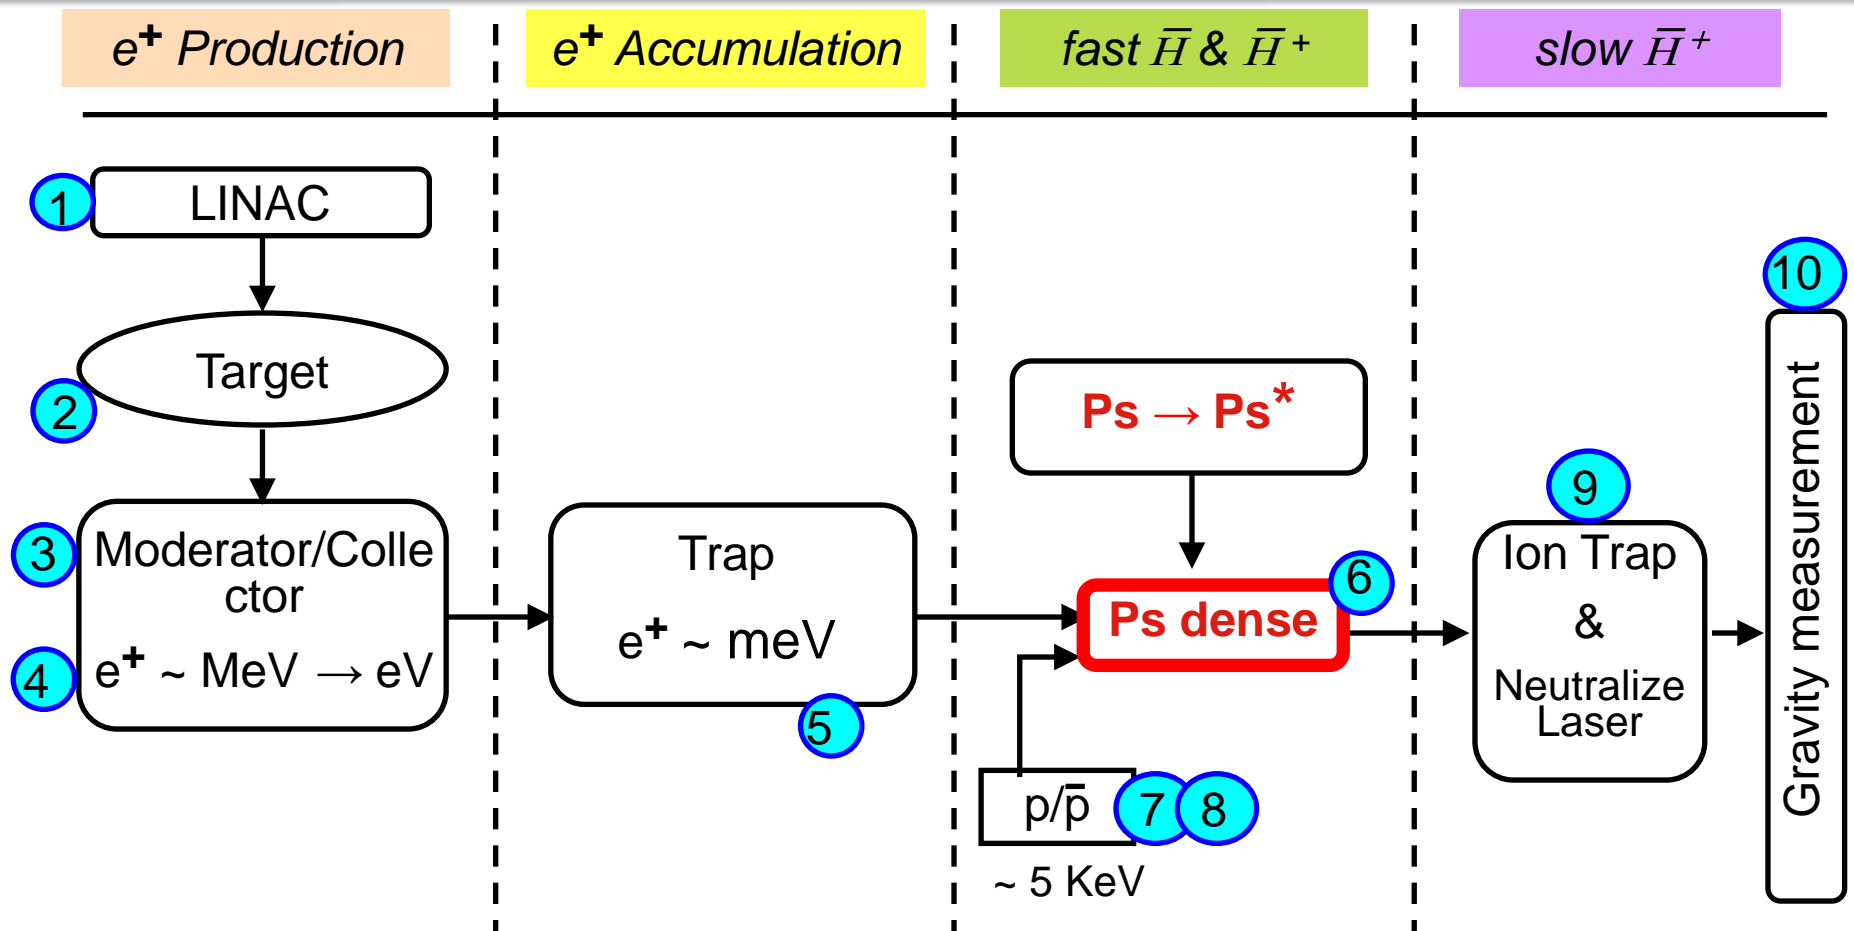 e+ Production
e+ Accumulation
fast H̅ & H̅ +
slow H̅ +
1
LINAC
2
Target
3
4
Moderator/Colle
ctor
e+ ~ MeV → eV
Trap
e+ ~ meV
5
Ps → Ps*
6
Ps dense
p/p̅
7
8
~ 5 KeV
9
Ion Trap
&
Neutralize
Laser
10
Gravity measurement